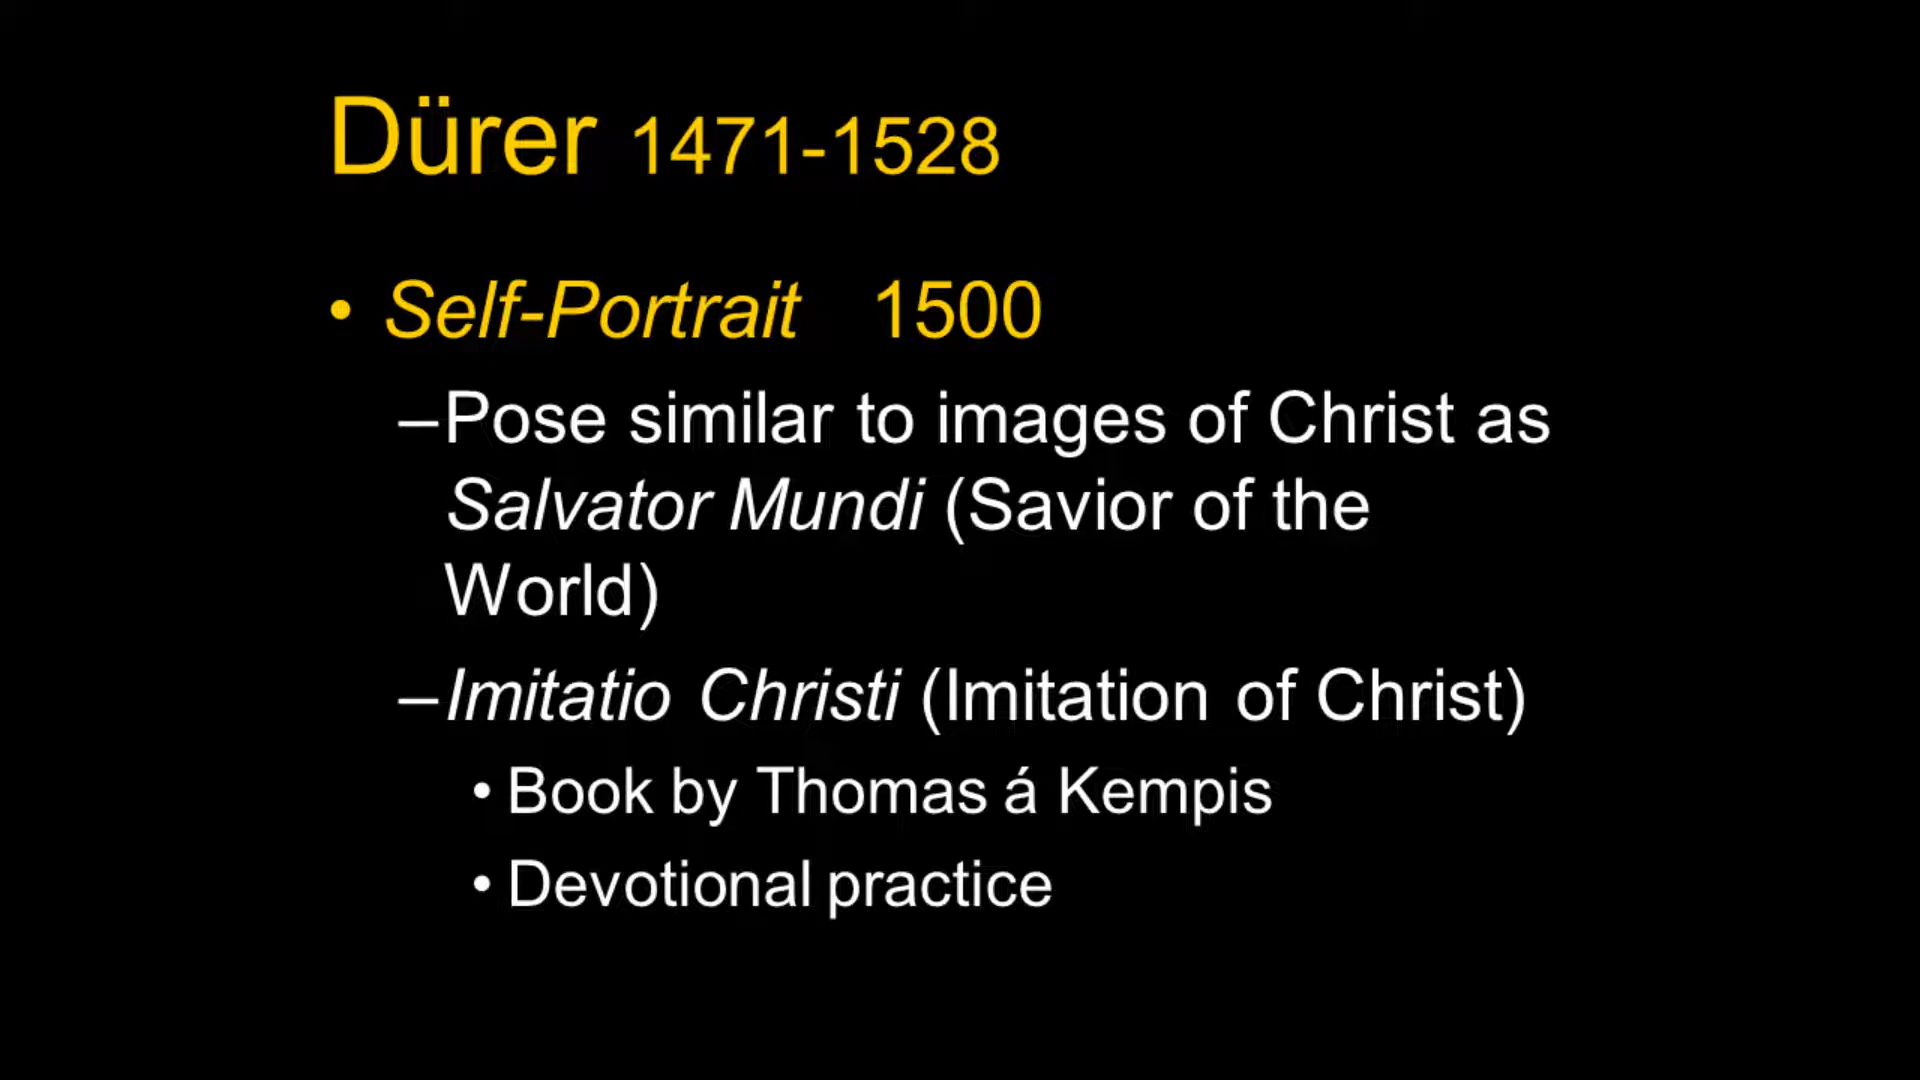 Dürer 1471-1528
• Self-Portrait 1500
–Pose similar to images of Christ as
Salvator Mundi (Savior of the
World)
–Imitatio Christi (Imitation of Christ)
• Book by Thomas á Kempis
• Devotional practice